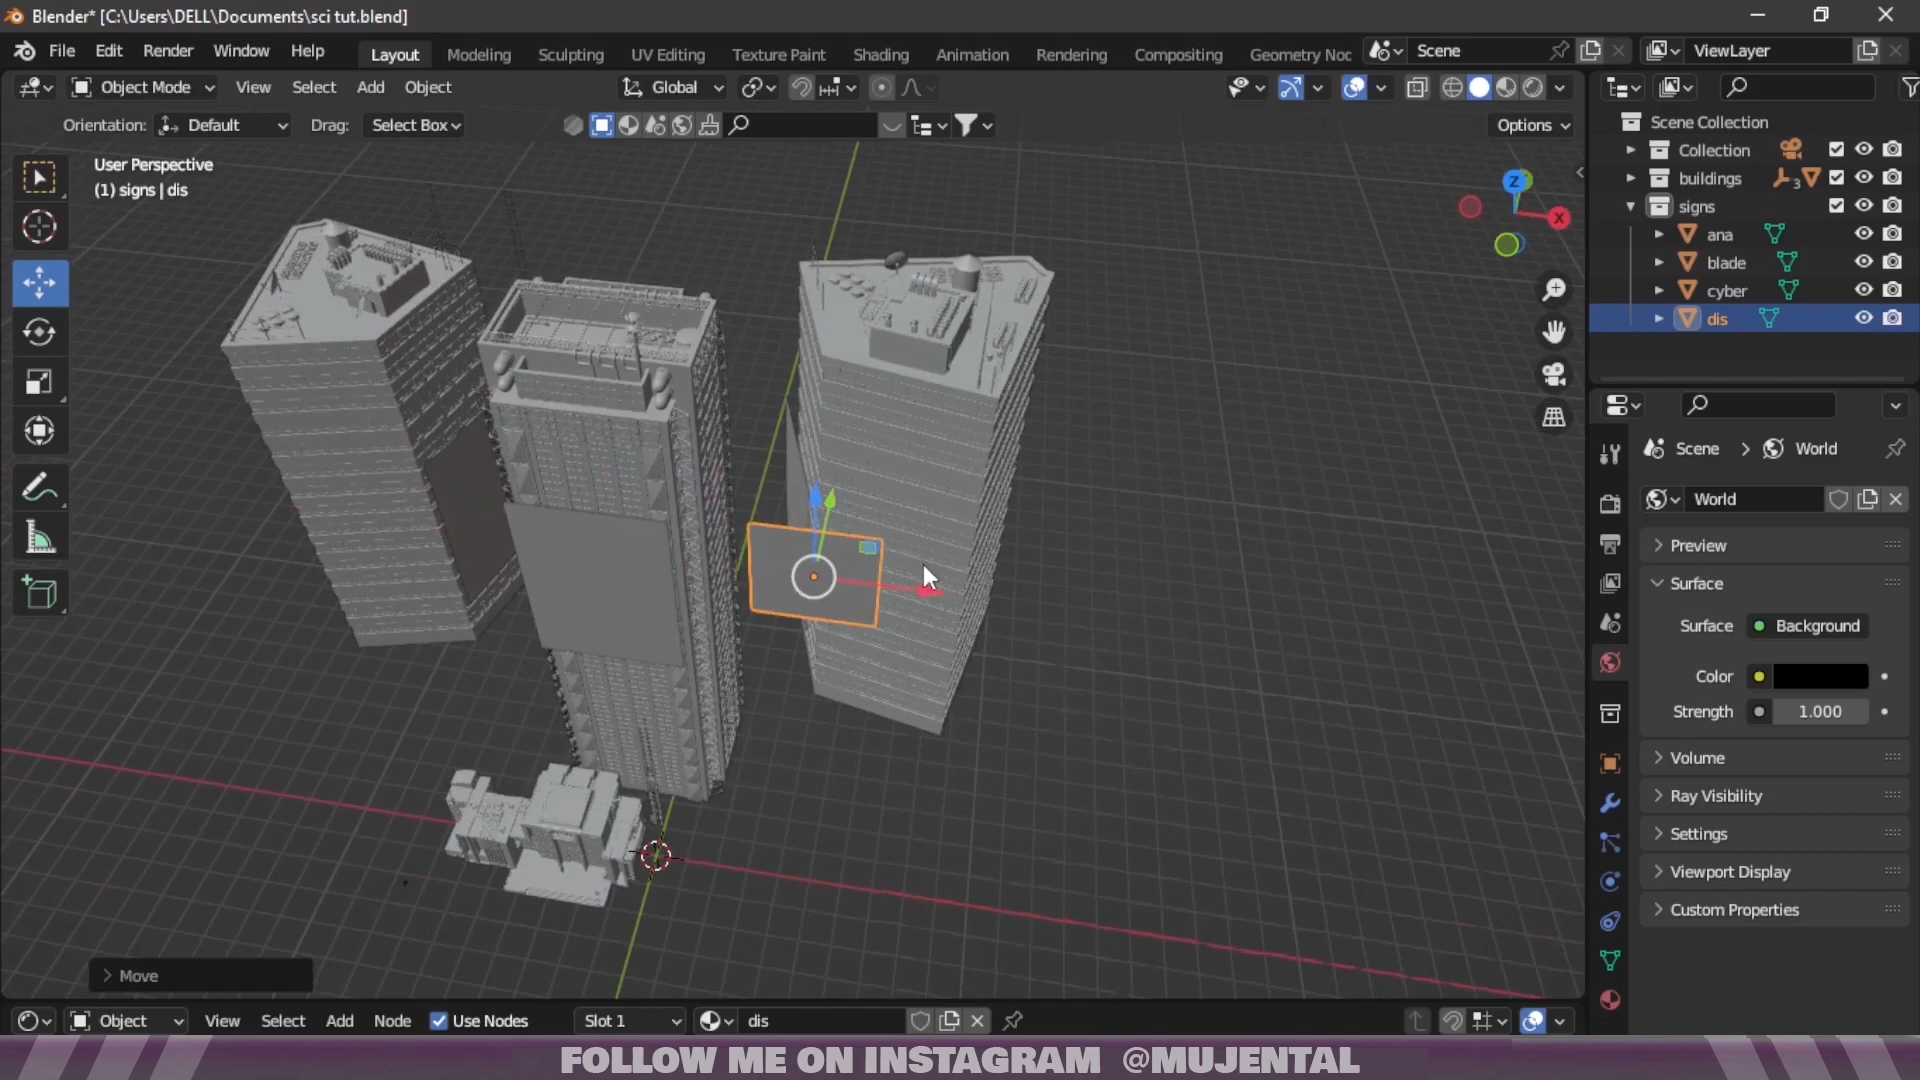 Blender* [C:\Users\DELL\Documents\sci tut.blend]
File Edit Render Window Help Layout Modeling Sculpting UV Editing Texture Paint Shading Animation Rendering Compositing Geometry Noc Scene ViewLayer
Object Mode View Select Add Object Global
Orientation: Default Drag: Select Box Options
User Perspective
(1) signs | dis
Z
X
Scene Collection
Collection
buildings 3
signs
ana
blade
cyber
dis
Scene > World
World
Preview
Surface
Surface Background
Color
Strength 1.000
Volume
Ray Visibility
Settings
Viewport Display
Custom Properties
Move
Object View Select Add Node Use Nodes Slot 1 dis
FOLLOW ME ON INSTAGRAM @MUJENTAL